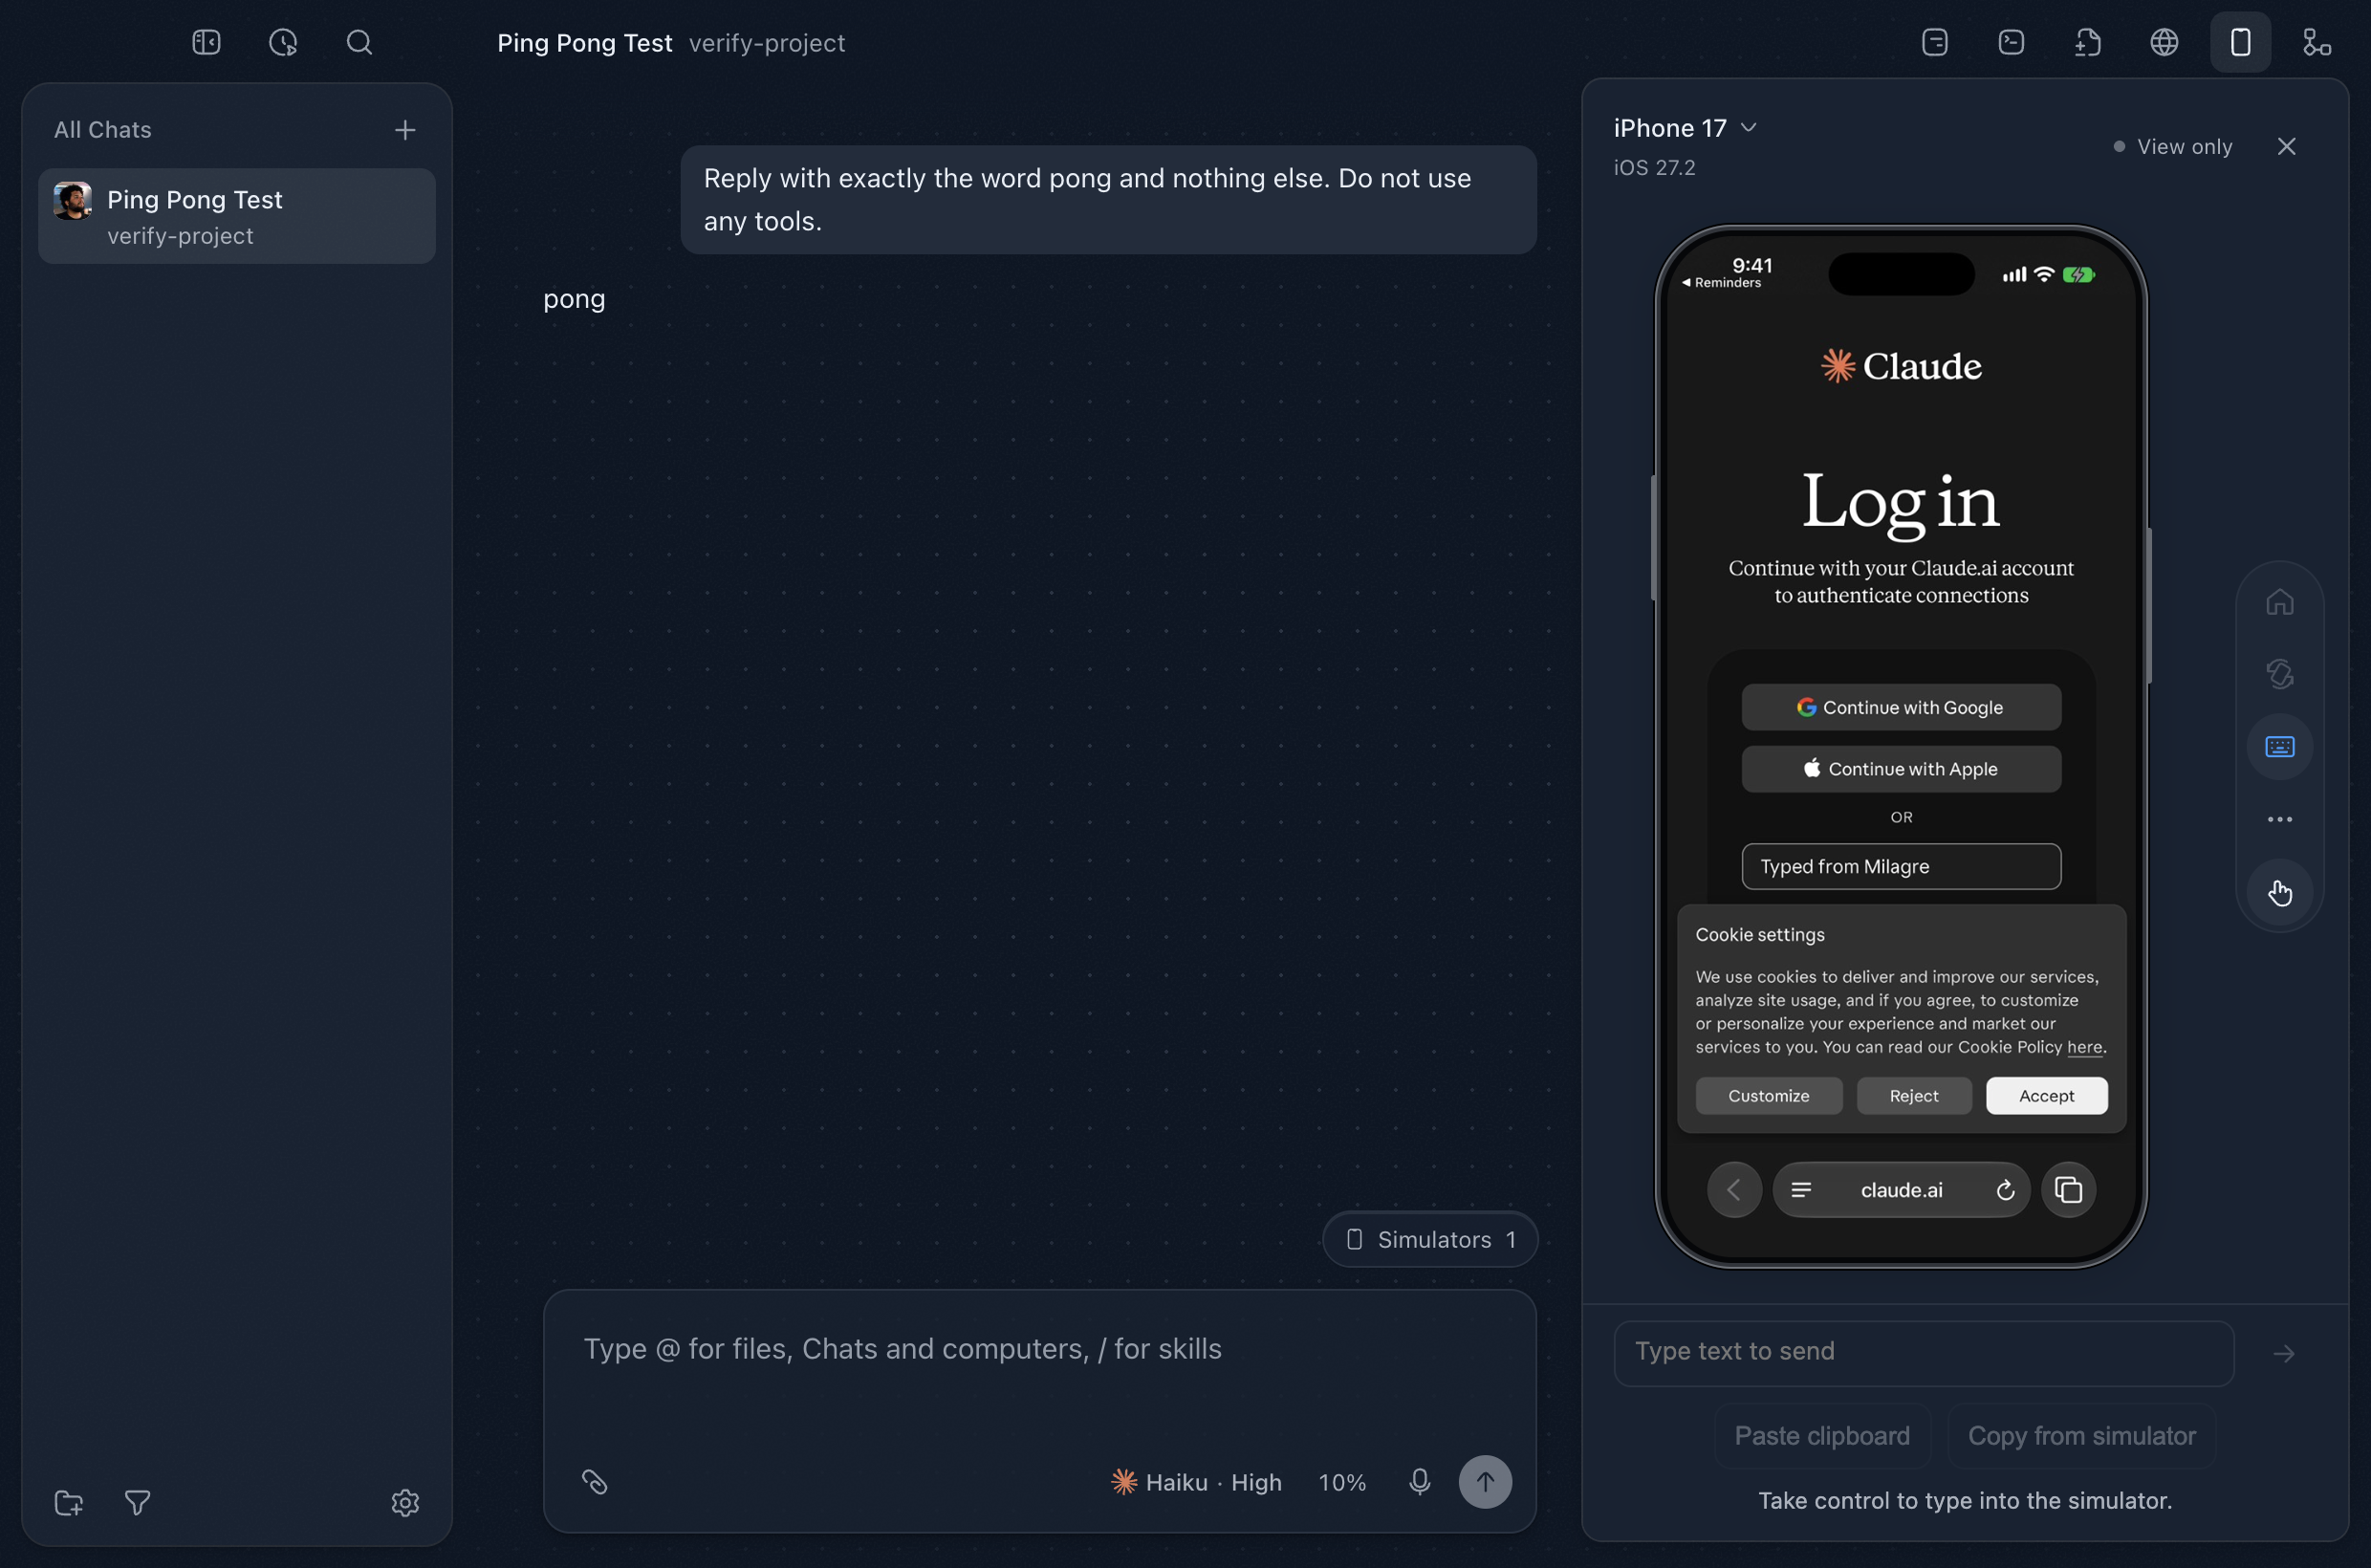 Ping Pong Test verify-project
All Chats
Ping Pong Test
verify-project
Reply with exactly the word pong and nothing else. Do not use
any tools.
pong
Simulators 1
Type @ for files, Chats and computers, / for skills
Haiku · High 10%
iPhone 17
iOS 27.2
View only
9:41
◀ Reminders
Claude
Log in
Continue with your Claude.ai account
to authenticate connections
Continue with Google
Continue with Apple
OR
Typed from Milagre
Cookie settings
We use cookies to deliver and improve our services,
analyze site usage, and if you agree, to customize
or personalize your experience and market our
services to you. You can read our Cookie Policy here.
Customize Reject Accept
claude.ai
Type text to send
Paste clipboard Copy from simulator
Take control to type into the simulator.